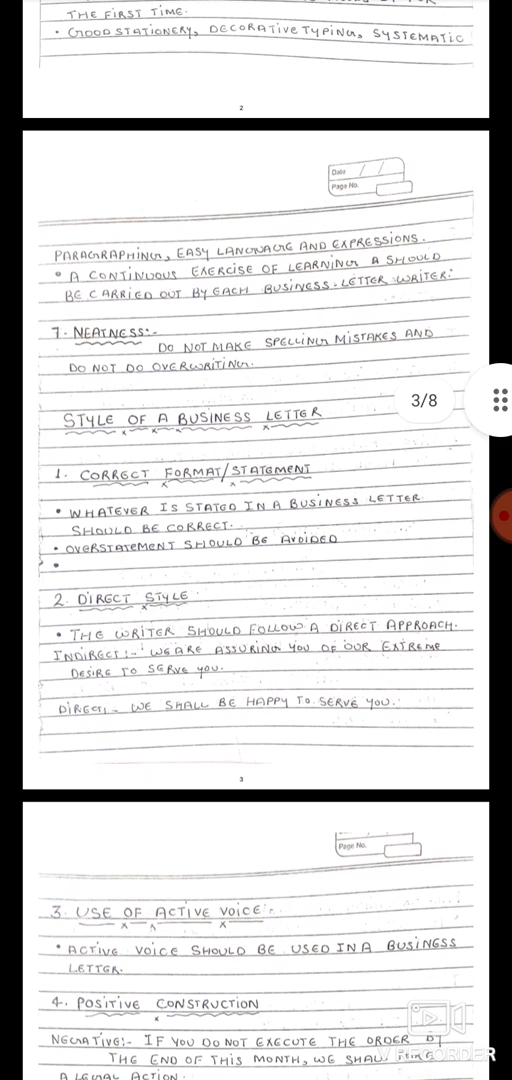 THE FIRST TIME.
• GOOD STATIONERY, DECORATIVE TYPING, SYSTEMATIC
2
Date / /
Page No.
PARAGRAPHING, EASY LANGUAGE AND EXPRESSIONS.
• A CONTINUOUS EXERCISE OF LEARNING & SHOULD
BE CARRIED OUT BY EACH BUSINESS-LETTER WRITER.
7. NEATNESS:-
DO NOT MAKE SPELLING MISTAKES AND
DO NOT DO OVERWRITING.
3/8
STYLE OF A BUSINESS LETTER
1. CORRECT FORMAT/STATEMENT
• WHATEVER IS STATED IN A BUSINESS LETTER
SHOULD BE CORRECT.
• OVERSTATEMENT SHOULD BE AVOIDED
•
2. DIRECT STYLE
• THE WRITER SHOULD FOLLOW A DIRECT APPROACH.
INDIRECT:- WE ARE ASSURING YOU OF OUR EXTREME
DESIRE TO SERVE YOU.
DIRECT:- WE SHALL BE HAPPY TO SERVE YOU.
3
Page No.
3. USE OF ACTIVE VOICE:-
• ACTIVE VOICE SHOULD BE USED IN A BUSINESS
LETTER.
4. POSITIVE CONSTRUCTION
NEGATIVE:- IF YOU DO NOT EXECUTE THE ORDER BY
THE END OF THIS MONTH, WE SHALL
A LEGAL ACTION.
RECORDER